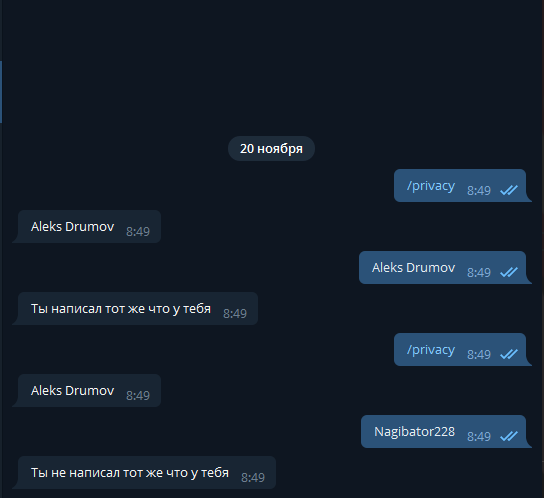 20 ноября
/privacy 8:49
Aleks Drumov 8:49
Aleks Drumov 8:49
Ты написал тот же что у тебя 8:49
/privacy 8:49
Aleks Drumov 8:49
Nagibator228 8:49
Ты не написал тот же что у тебя 8:49